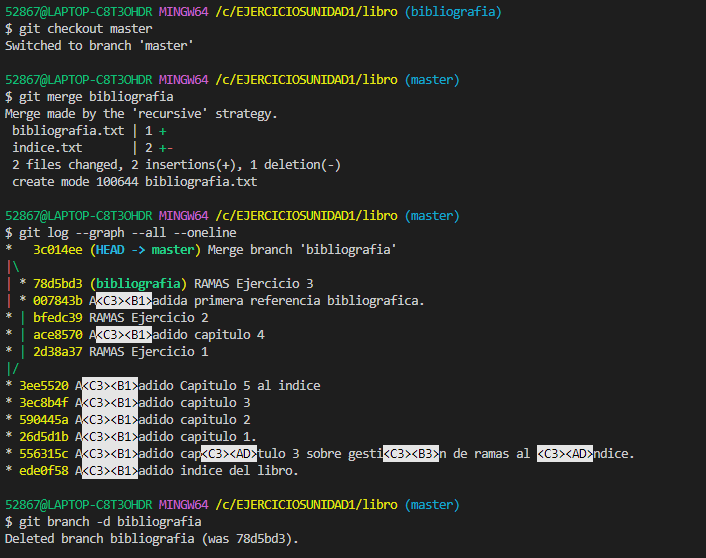 52867@LAPTOP-C8T3OHDR MINGW64 /c/EJERCICIOSUNIDAD1/libro (bibliografia)
$ git checkout master
Switched to branch 'master'
52867@LAPTOP-C8T3OHDR MINGW64 /c/EJERCICIOSUNIDAD1/libro (master)
$ git merge bibliografia
Merge made by the 'recursive' strategy.
 bibliografia.txt | 1 +
 indice.txt       | 2 +-
 2 files changed, 2 insertions(+), 1 deletion(-)
 create mode 100644 bibliografia.txt
52867@LAPTOP-C8T3OHDR MINGW64 /c/EJERCICIOSUNIDAD1/libro (master)
$ git log --graph --all --oneline
*   3c014ee (HEAD -> master) Merge branch 'bibliografia'
|\
| * 78d5bd3 (bibliografia) RAMAS Ejercicio 3
| * 007843b A<C3><B1>adida primera referencia bibliografica.
* | bfedc39 RAMAS Ejercicio 2
* | ace8570 A<C3><B1>adido capitulo 4
* | 2d38a37 RAMAS Ejercicio 1
|/
* 3ee5520 A<C3><B1>adido Capitulo 5 al indice
* 3ec8b4f A<C3><B1>adido capitulo 3
* 590445a A<C3><B1>adido capitulo 2
* 26d5d1b A<C3><B1>adido capitulo 1.
* 556315c A<C3><B1>adido cap<C3><AD>tulo 3 sobre gesti<C3><B3>n de ramas al <C3><AD>ndice.
* ede0f58 A<C3><B1>adido indice del libro.
52867@LAPTOP-C8T3OHDR MINGW64 /c/EJERCICIOSUNIDAD1/libro (master)
$ git branch -d bibliografia
Deleted branch bibliografia (was 78d5bd3).